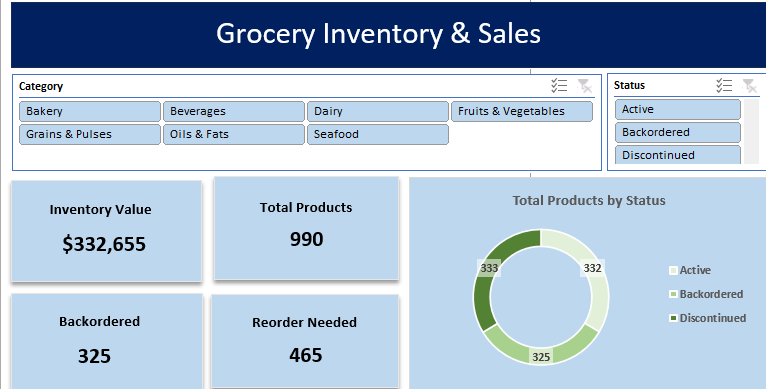 Grocery Inventory & Sales
Category
Bakery
Beverages
Dairy
Fruits & Vegetables
Grains & Pulses
Oils & Fats
Seafood
Status
Active
Backordered
Discontinued
Inventory Value
$332,655
Total Products
990
Backordered
325
Reorder Needed
465
Total Products by Status
333
332
325
Active
Backordered
Discontinued